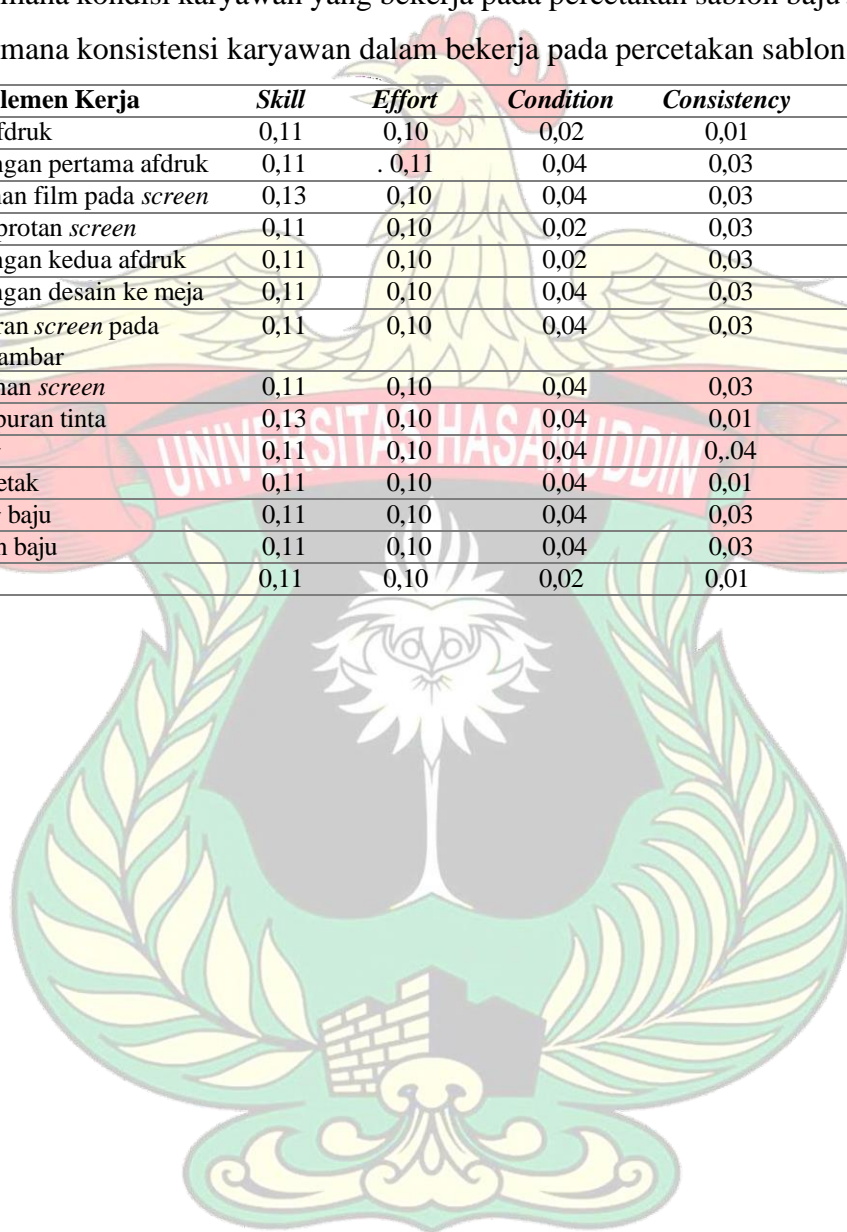 mana kondisi karyawan yang bekerja pada percetakan sablon baju
mana konsistensi karyawan dalam bekerja pada percetakan sablon
lemen Kerja Skill Effort Condition Consistency
fdruk 0,11 0,10 0,02 0,01
ngan pertama afdruk 0,11 . 0,11 0,04 0,03
nan film pada screen 0,13 0,10 0,04 0,03
protan screen 0,11 0,10 0,02 0,03
ngan kedua afdruk 0,11 0,10 0,02 0,03
ngan desain ke meja 0,11 0,10 0,04 0,03
ran screen pada 0,11 0,10 0,04 0,03
ambar
nan screen 0,11 0,10 0,04 0,03
puran tinta 0,13 0,10 0,04 0,01
0,11 0,10 0,04 0,.04
etak 0,11 0,10 0,04 0,01
baju 0,11 0,10 0,04 0,03
n baju 0,11 0,10 0,04 0,03
0,11 0,10 0,02 0,01
UNIVERSITAS HASANUDDIN